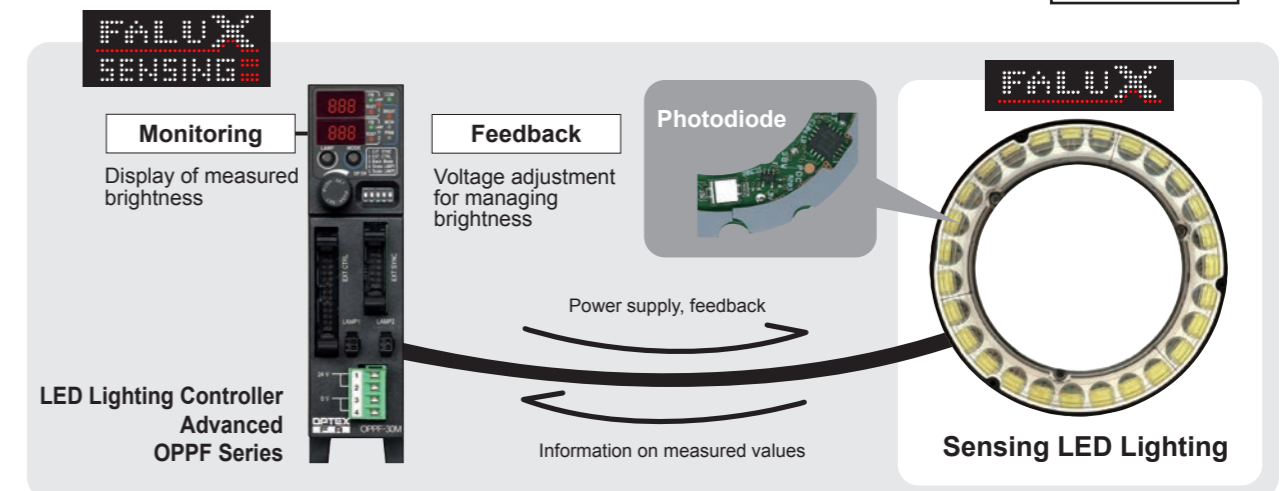 FALUX
SENSING
FALUX
Monitoring
Display of measured
brightness
Feedback
Voltage adjustment
for managing
brightness
Photodiode
888
888
LAMP
MODE
EXT CTRL
EXT SYNC
LAMP1
LAMP2
24 V
0 V
1
2
3
4
OPTEX
FA
OPPF-30M
Power supply, feedback
Information on measured values
LED Lighting Controller
Advanced
OPPF Series
Sensing LED Lighting